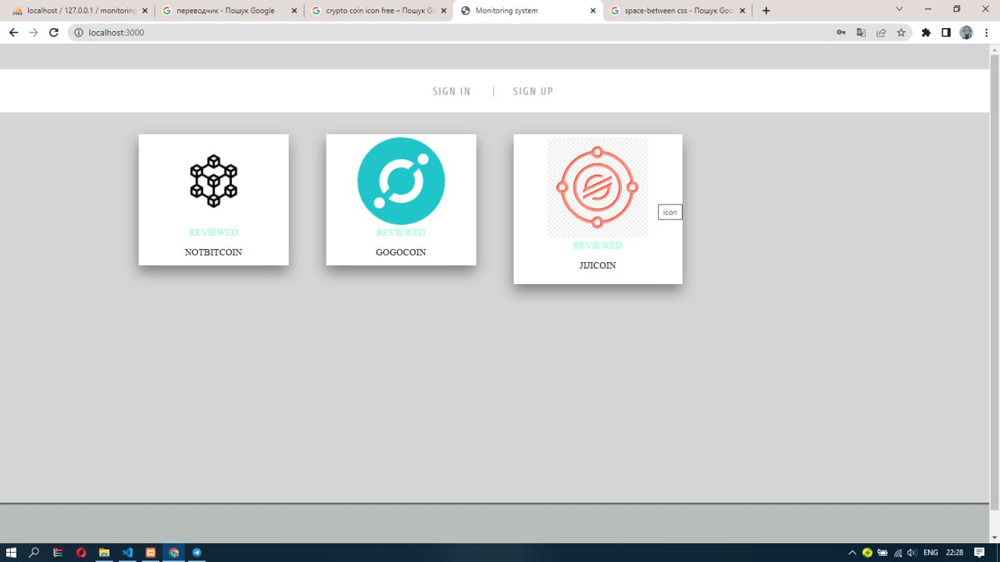 localhost / 127.0.0.1 / monitoring
переводчик - Пошук Google
crypto coin icon free – Пошук Go
Monitoring system
space-between css - Пошук Goo
localhost:3000
SIGN IN | SIGN UP
REVIEWED
NOTBITCOIN
REVIEWED
GOGOCOIN
icon
REVIEWED
JIJICOIN
ENG 22:28